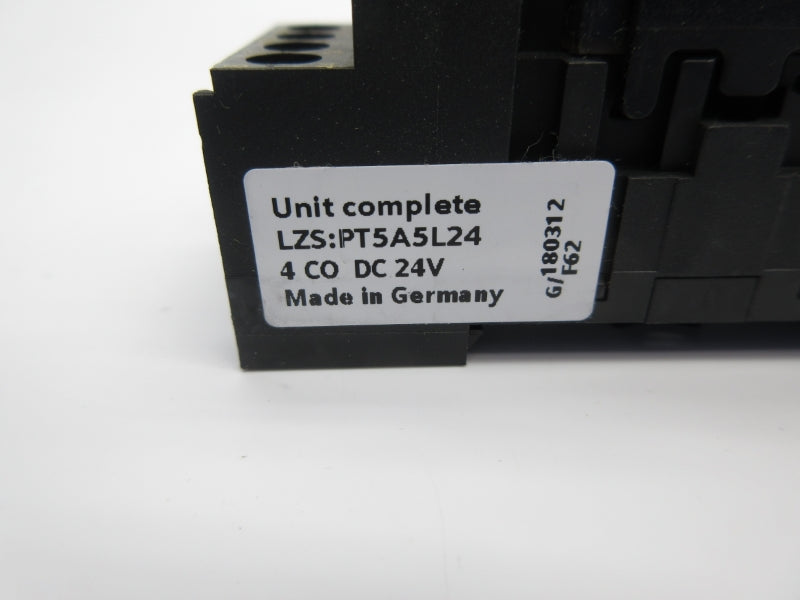 Unit complete
LZS:PT5A5L24
4 CO DC 24V
Made in Germany
G/180312
F62